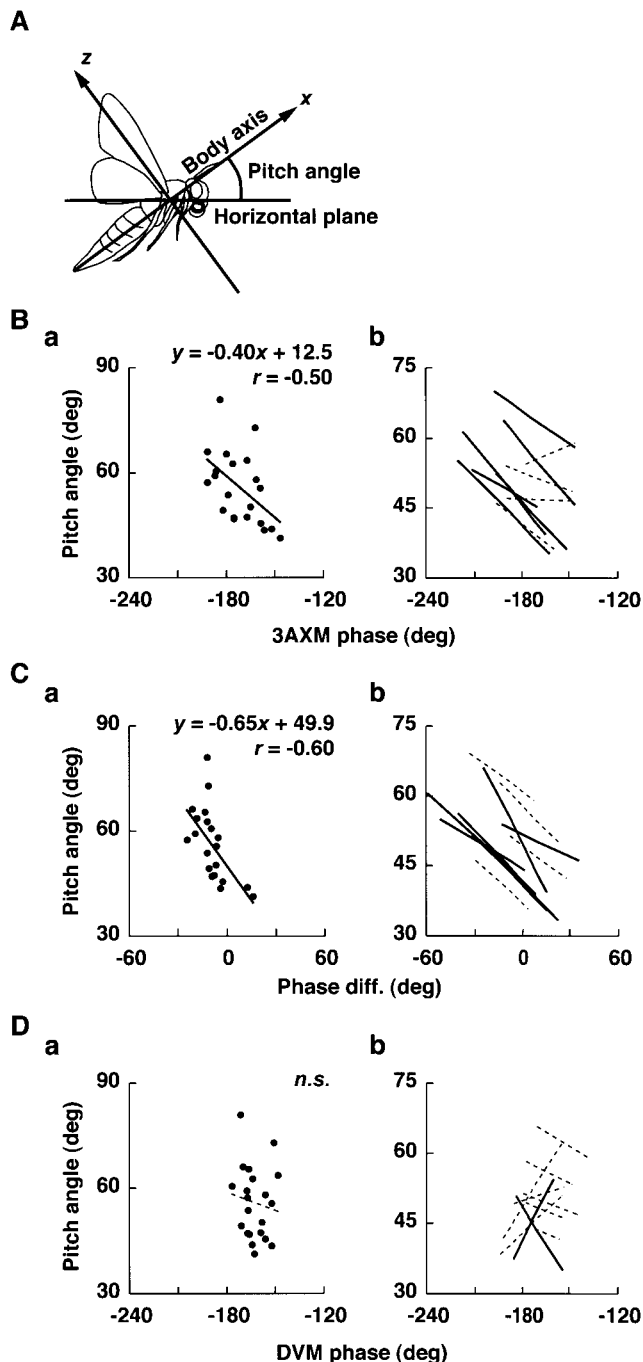 A
z
x
Body axis
Pitch angle
Horizontal plane
B
a
b
y = -0.40x + 12.5
r = -0.50
90
60
30
Pitch angle (deg)
-240
-180
-120
75
60
45
30
-240
-180
-120
3AXM phase (deg)
C
a
b
y = -0.65x + 49.9
r = -0.60
90
60
30
Pitch angle (deg)
-60
0
60
75
60
45
30
-60
0
60
Phase diff. (deg)
D
a
b
n.s.
90
60
30
Pitch angle (deg)
-240
-180
-120
75
60
45
30
-240
-180
-120
DVM phase (deg)